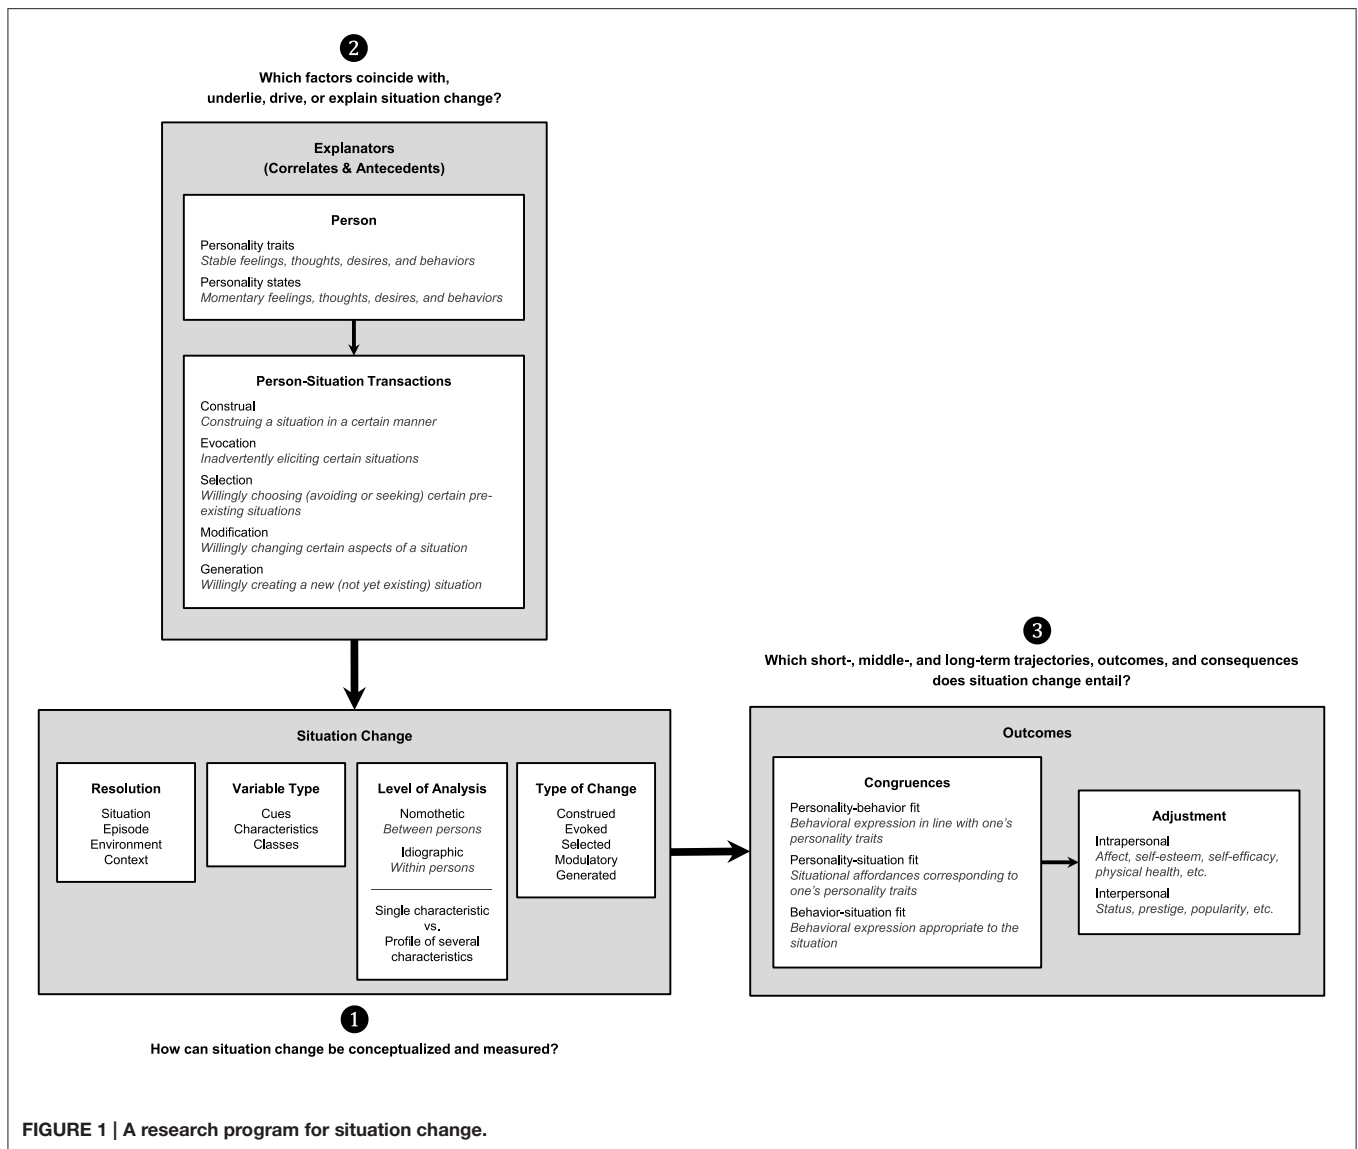 2
Which factors coincide with,
underlie, drive, or explain situation change?
Explanators
(Correlates & Antecedents)
Person
Personality traits
Stable feelings, thoughts, desires, and behaviors
Personality states
Momentary feelings, thoughts, desires, and behaviors
Person-Situation Transactions
Construal
Construing a situation in a certain manner
Evocation
Inadvertently eliciting certain situations
Selection
Willingly choosing (avoiding or seeking) certain pre-
existing situations
Modification
Willingly changing certain aspects of a situation
Generation
Willingly creating a new (not yet existing) situation
Situation Change
Resolution
Situation
Episode
Environment
Context
Variable Type
Cues
Characteristics
Classes
Level of Analysis
Nomothetic
Between persons
Idiographic
Within persons
Single characteristic
vs.
Profile of several
characteristics
Type of Change
Construed
Evoked
Selected
Modulatory
Generated
1
How can situation change be conceptualized and measured?
3
Which short-, middle-, and long-term trajectories, outcomes, and consequences
does situation change entail?
Outcomes
Congruences
Personality-behavior fit
Behavioral expression in line with one's
personality traits
Personality-situation fit
Situational affordances corresponding to
one's personality traits
Behavior-situation fit
Behavioral expression appropriate to the
situation
Adjustment
Intrapersonal
Affect, self-esteem, self-efficacy,
physical health, etc.
Interpersonal
Status, prestige, popularity, etc.
FIGURE 1 | A research program for situation change.